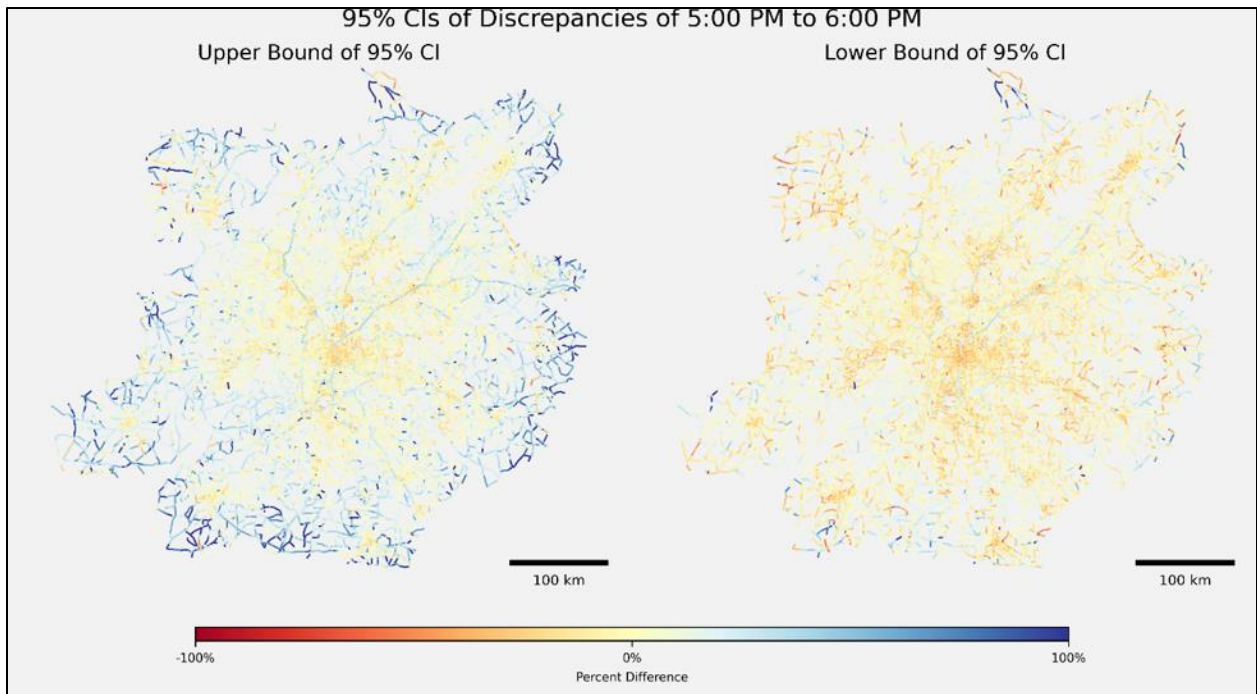 95% CIs of Discrepancies of 5:00 PM to 6:00 PM
Upper Bound of 95% CI
Lower Bound of 95% CI
100 km
100 km
-100%
0%
100%
Percent Difference